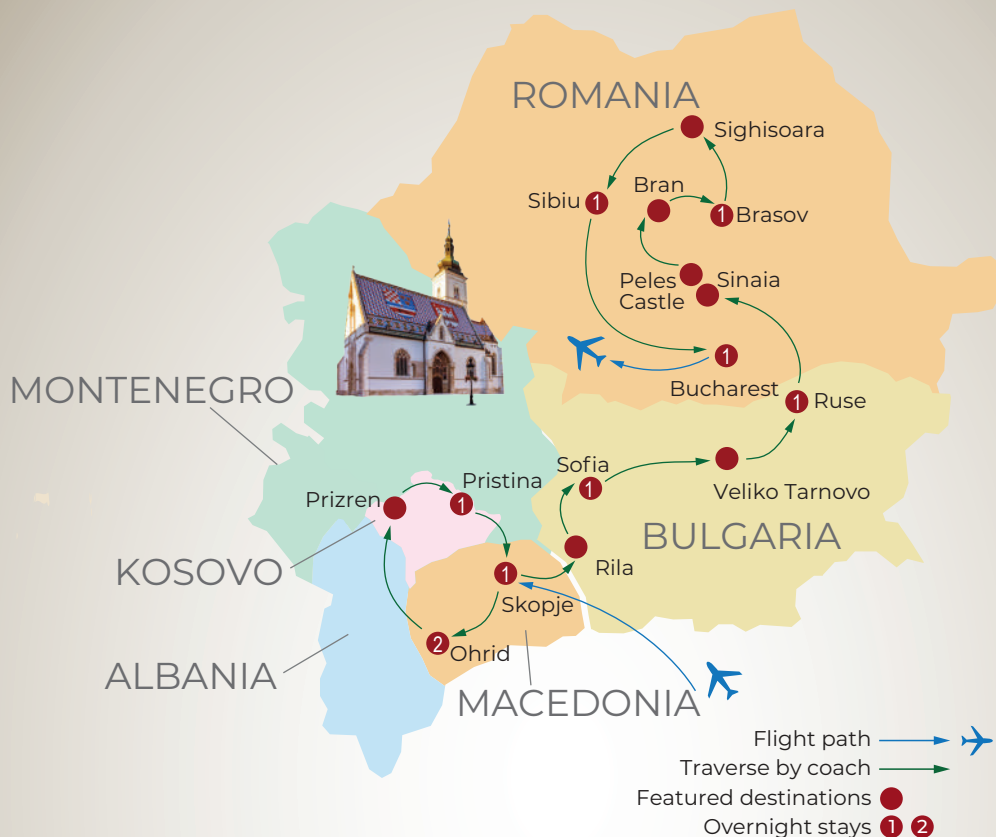 ROMANIA
Sighisoara
Bran
Sibiu 1
1 Brasov
Peles
Castle
Sinaia
1
Bucharest
MONTENEGRO
1 Ruse
Sofia
1
Veliko Tarnovo
Pristina
1
Prizren
BULGARIA
KOSOVO
Rila
1
Skopje
2 Ohrid
ALBANIA
MACEDONIA
Flight path
Traverse by coach
Featured destinations
Overnight stays 1 2